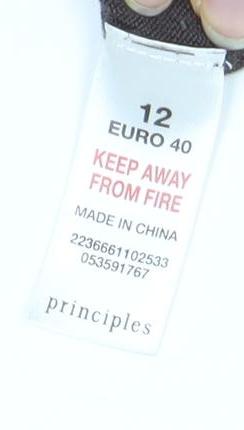 12
EURO 40
KEEP AWAY
FROM FIRE
MADE IN CHINA
2236661102533
053591767
principles